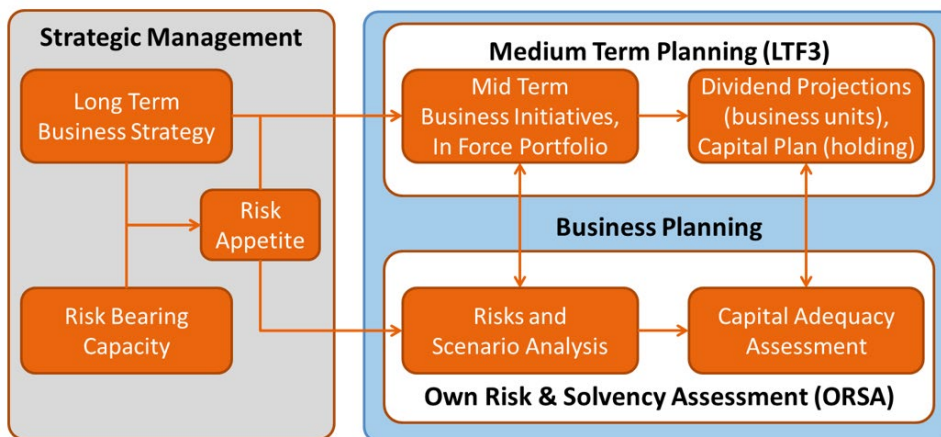 Strategic Management
Long Term
Business Strategy
Risk
Appetite
Risk Bearing
Capacity
Medium Term Planning (LTF3)
Mid Term
Business Initiatives,
In Force Portfolio
Dividend Projections
(business units),
Capital Plan (holding)
Business Planning
Risks and
Scenario Analysis
Capital Adequacy
Assessment
Own Risk & Solvency Assessment (ORSA)